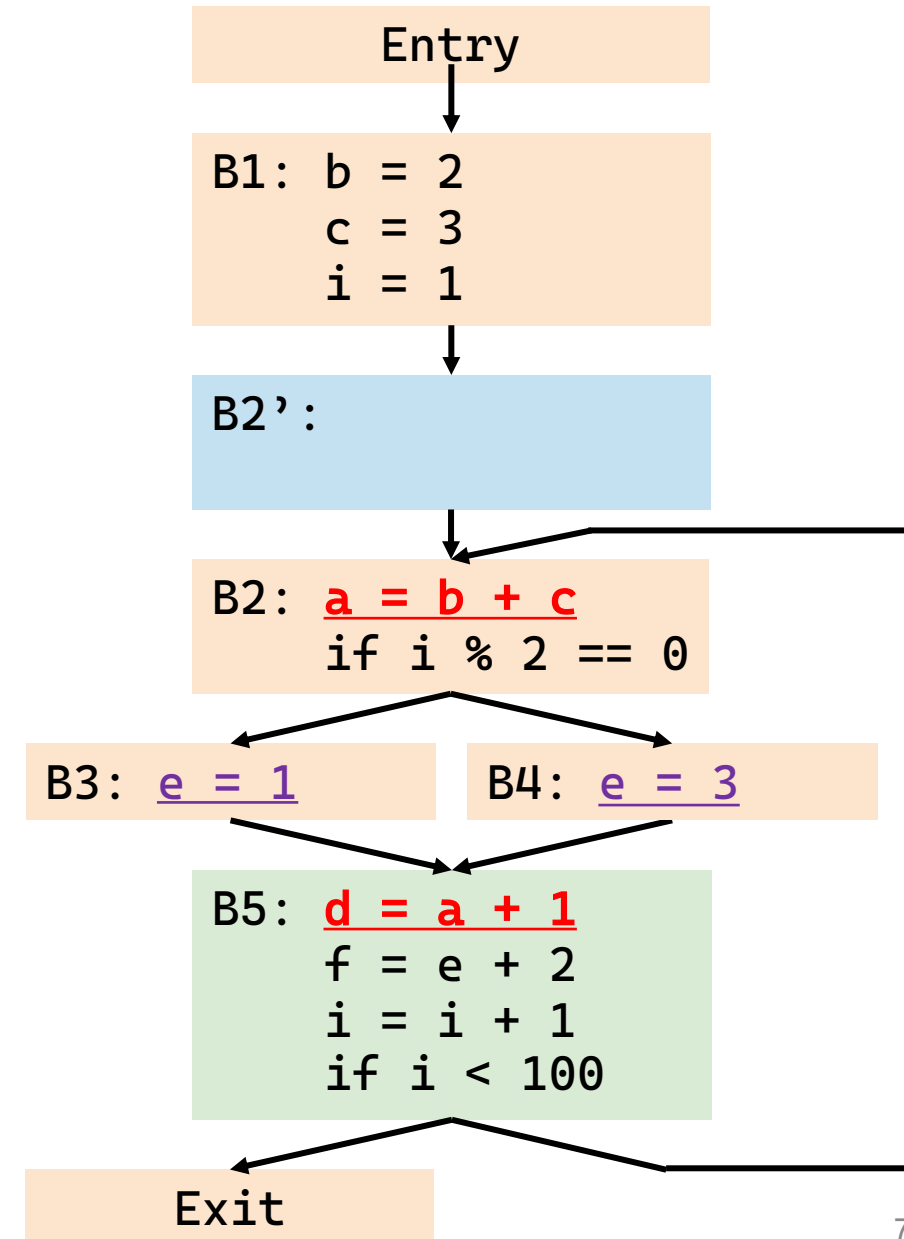 Entry
B1: b = 2
c = 3
i = 1
B2’:
B2: a = b + c
if i % 2 == 0
B3: e = 1
B4: e = 3
B5: d = a + 1
f = e + 2
i = i + 1
if i < 100
Exit
7